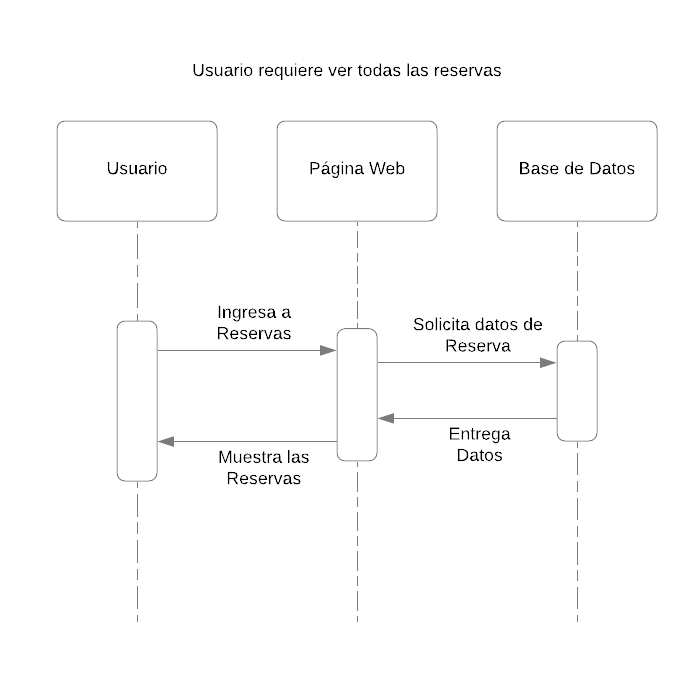 Usuario requiere ver todas las reservas
Usuario
Página Web
Base de Datos
Ingresa a
Reservas
Solicita datos de
Reserva
Entrega
Datos
Muestra las
Reservas